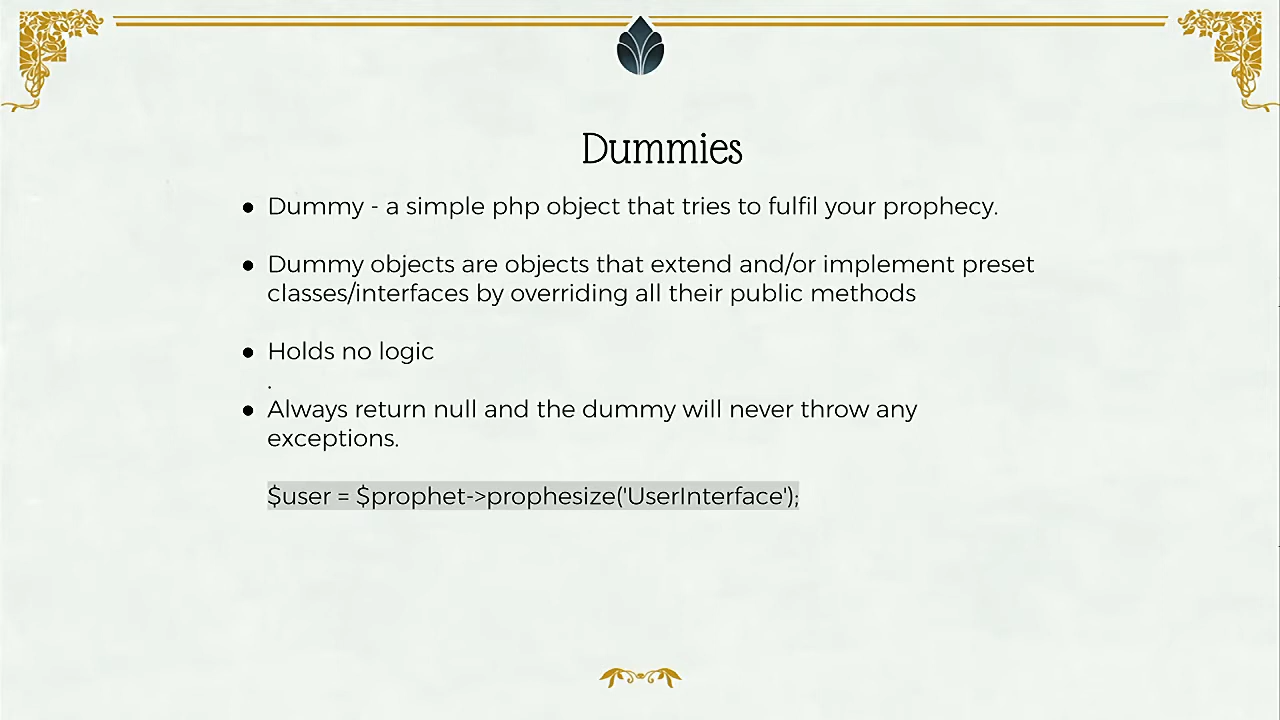 Dummies
● Dummy - a simple php object that tries to fulfil your prophecy.
● Dummy objects are objects that extend and/or implement preset
classes/interfaces by overriding all their public methods
● Holds no logic
.
● Always return null and the dummy will never throw any
exceptions.
$user = $prophet->prophesize('UserInterface');